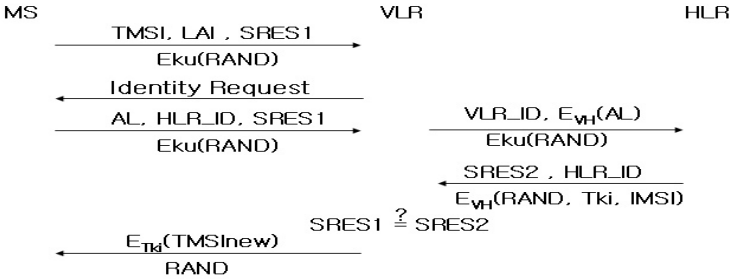 MS VLR HLR
TMSI, LAI , SRES1
Eku(RAND)
Identity Request
AL, HLR_ID, SRES1
Eku(RAND)
VLR_ID, EVH(AL)
Eku(RAND)
SRES2 , HLR_ID
EVH(RAND, Tki, IMSI)
?
SRES1 = SRES2
ETki(TMSInew)
RAND